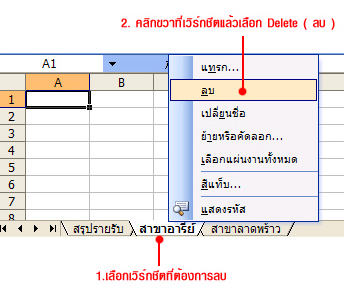 2. คลิกขวาที่เวิร์กชีตแล้วเลือก Delete ( ลบ )
A1
A B
แทรก...
ลบ
เปลี่ยนชื่อ
ย้ายหรือคัดลอก...
เลือกแผ่นงานทั้งหมด
สีแท็บ...
แสดงรหัส
1
2
3
4
5
6
7
8
สรุปรายรับ สาขาอารีย์ สาขาลาดพร้าว
1.เลือกเวิร์กชีตที่ต้องการลบ